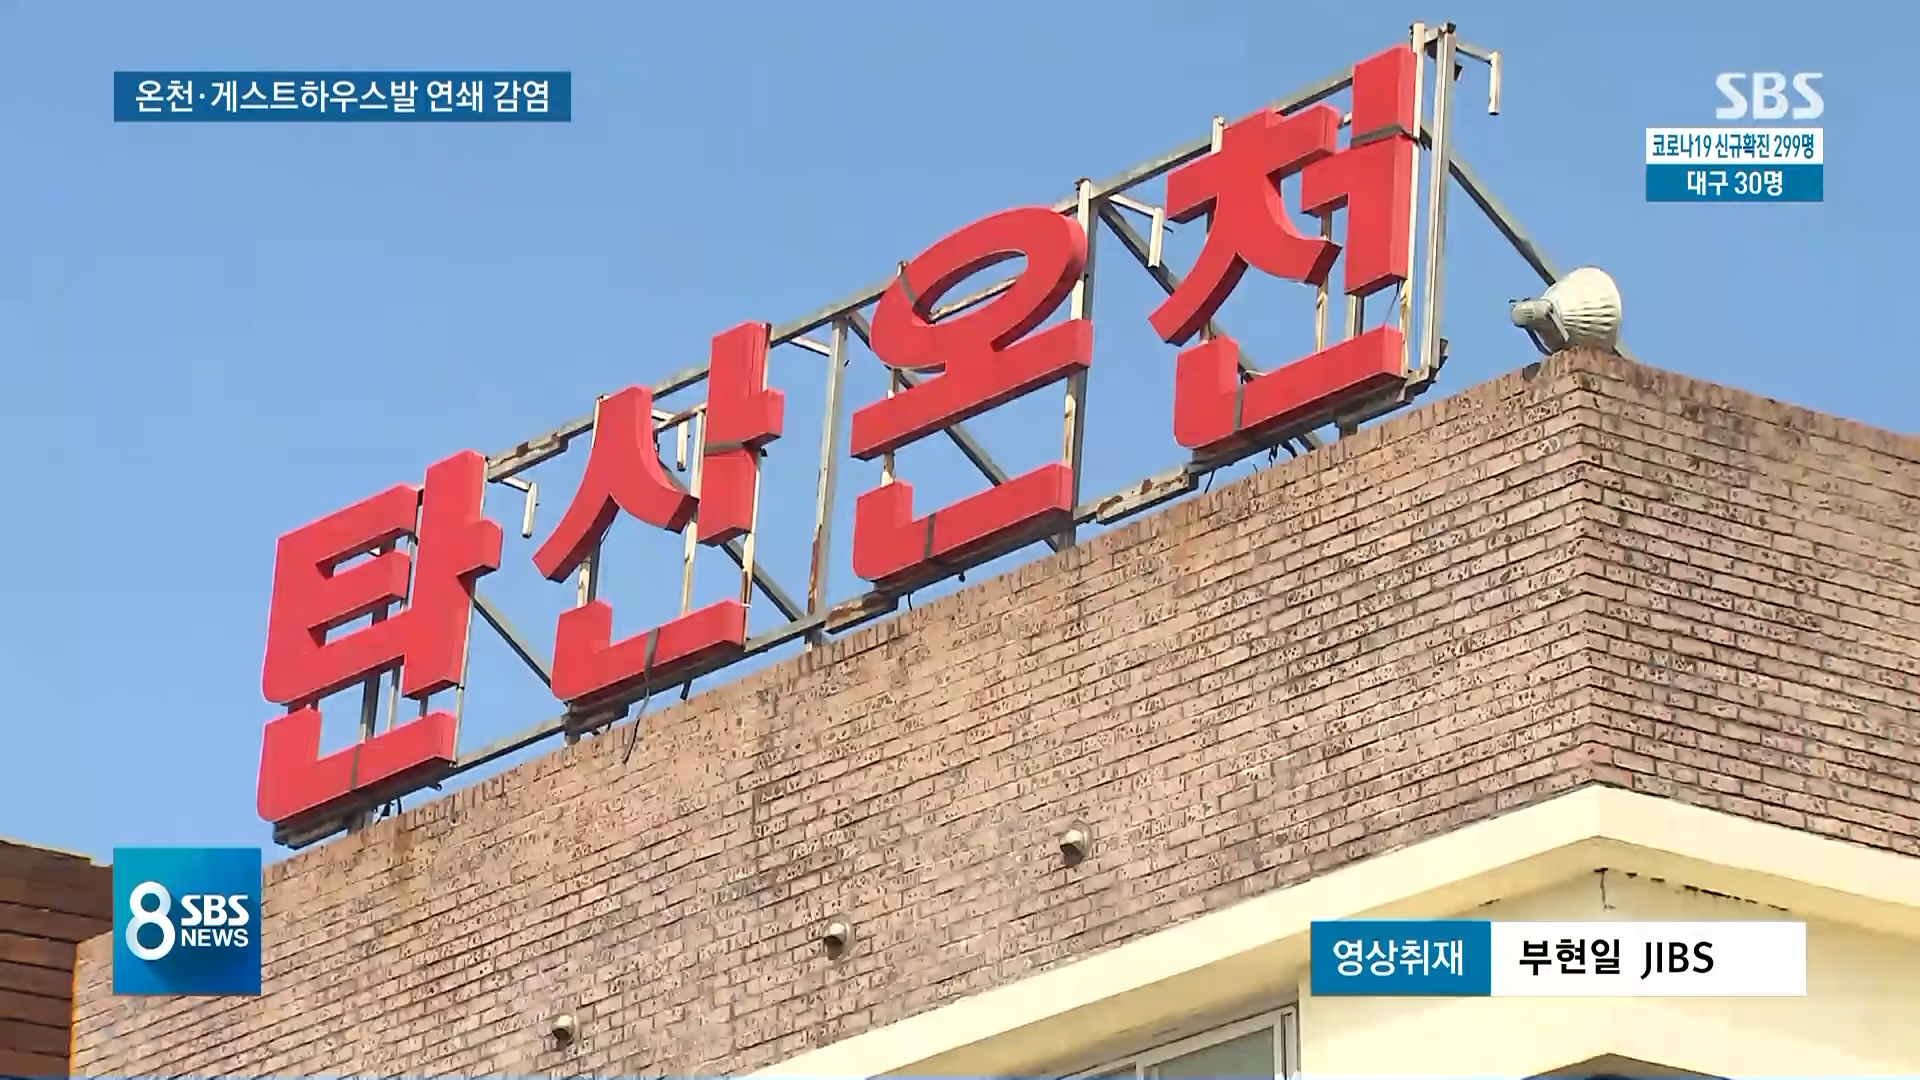 온천·게스트하우스발 연쇄 감염
SBS
코로나19 신규확진 299명
대구 30명
탄산온천
8 SBS NEWS
영상취재 부현일 JIBS